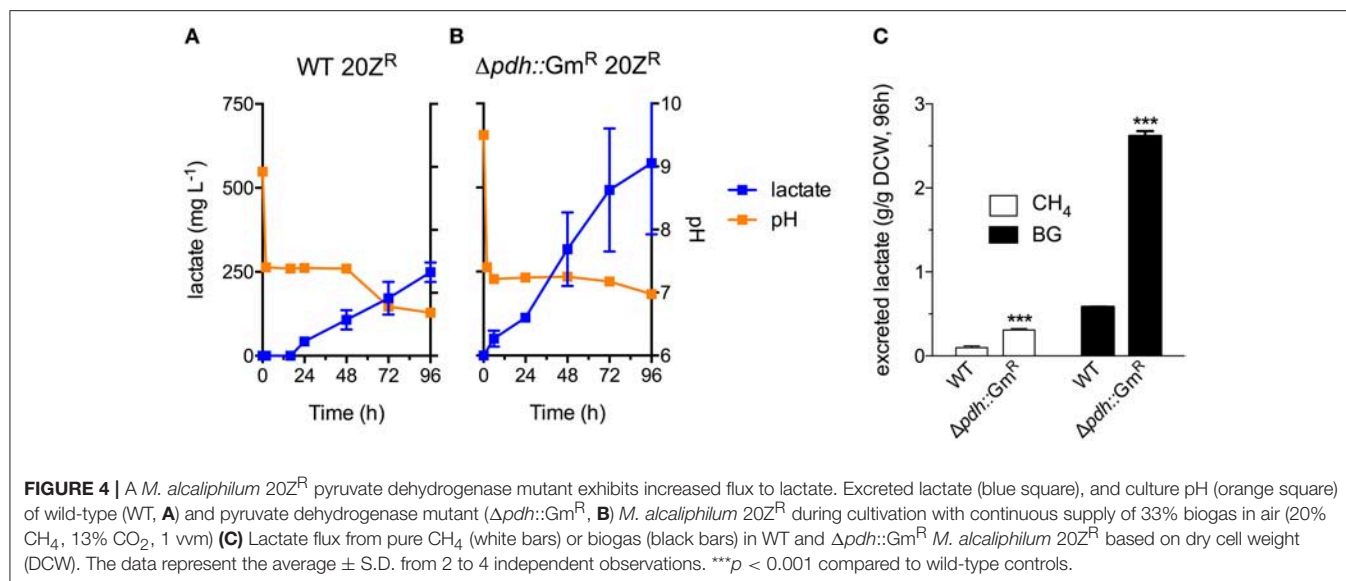 A
WT 20Z^R
750
500
250
0
lactate (mg L⁻¹)
0 24 48 72 96
Time (h)
B
Δpdh::Gm^R 20Z^R
10
9
8
7
6
pH
0 24 48 72 96
Time (h)
lactate
pH
C
3
2
1
0
excreted lactate (g/g DCW, 96h)
CH₄
BG
***
***
WT
Δpdh::Gm^R
WT
Δpdh::Gm^R
FIGURE 4 | A M. alcaliphilum 20Z^R pyruvate dehydrogenase mutant exhibits increased flux to lactate. Excreted lactate (blue square), and culture pH (orange square)
of wild-type (WT, A) and pyruvate dehydrogenase mutant (Δpdh::Gm^R, B) M. alcaliphilum 20Z^R during cultivation with continuous supply of 33% biogas in air (20%
CH₄, 13% CO₂, 1 vvm) (C) Lactate flux from pure CH₄ (white bars) or biogas (black bars) in WT and Δpdh::Gm^R M. alcaliphilum 20Z^R based on dry cell weight
(DCW). The data represent the average ± S.D. from 2 to 4 independent observations. ***p < 0.001 compared to wild-type controls.